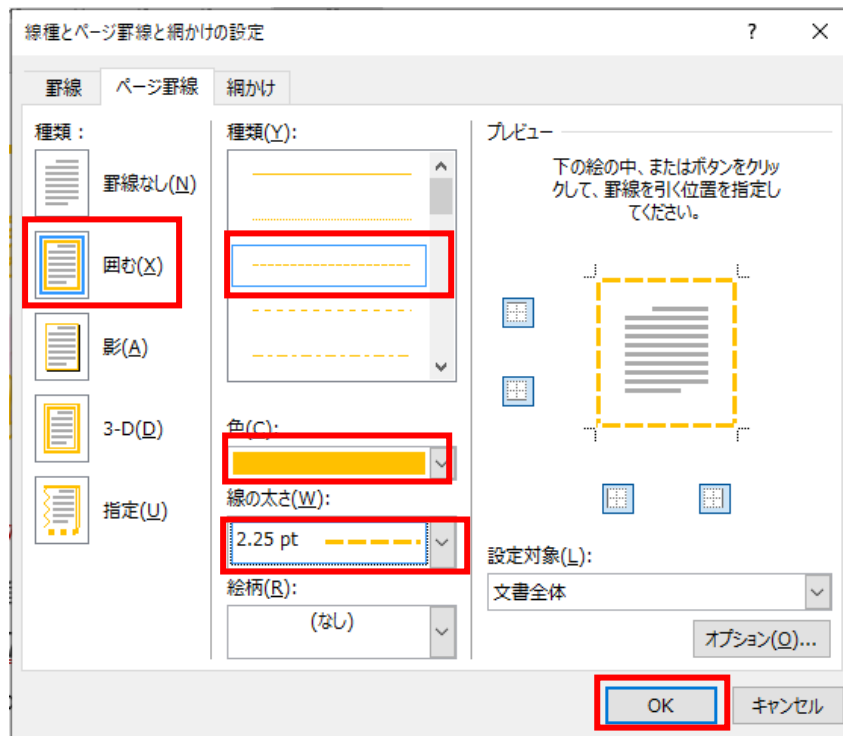 線種とページ罫線と網かけの設定
?
罫線
ページ罫線
網かけ
種類：
罫線なし(N)
囲む(X)
影(A)
3-D(D)
指定(U)
種類(Y):
色(C):
線の太さ(W):
2.25 pt
絵柄(R):
(なし)
プレビュー
下の絵の中、またはボタンをクリッ
クして、罫線を引く位置を指定し
てください。
設定対象(L):
文書全体
オプション(O)...
OK
キャンセル